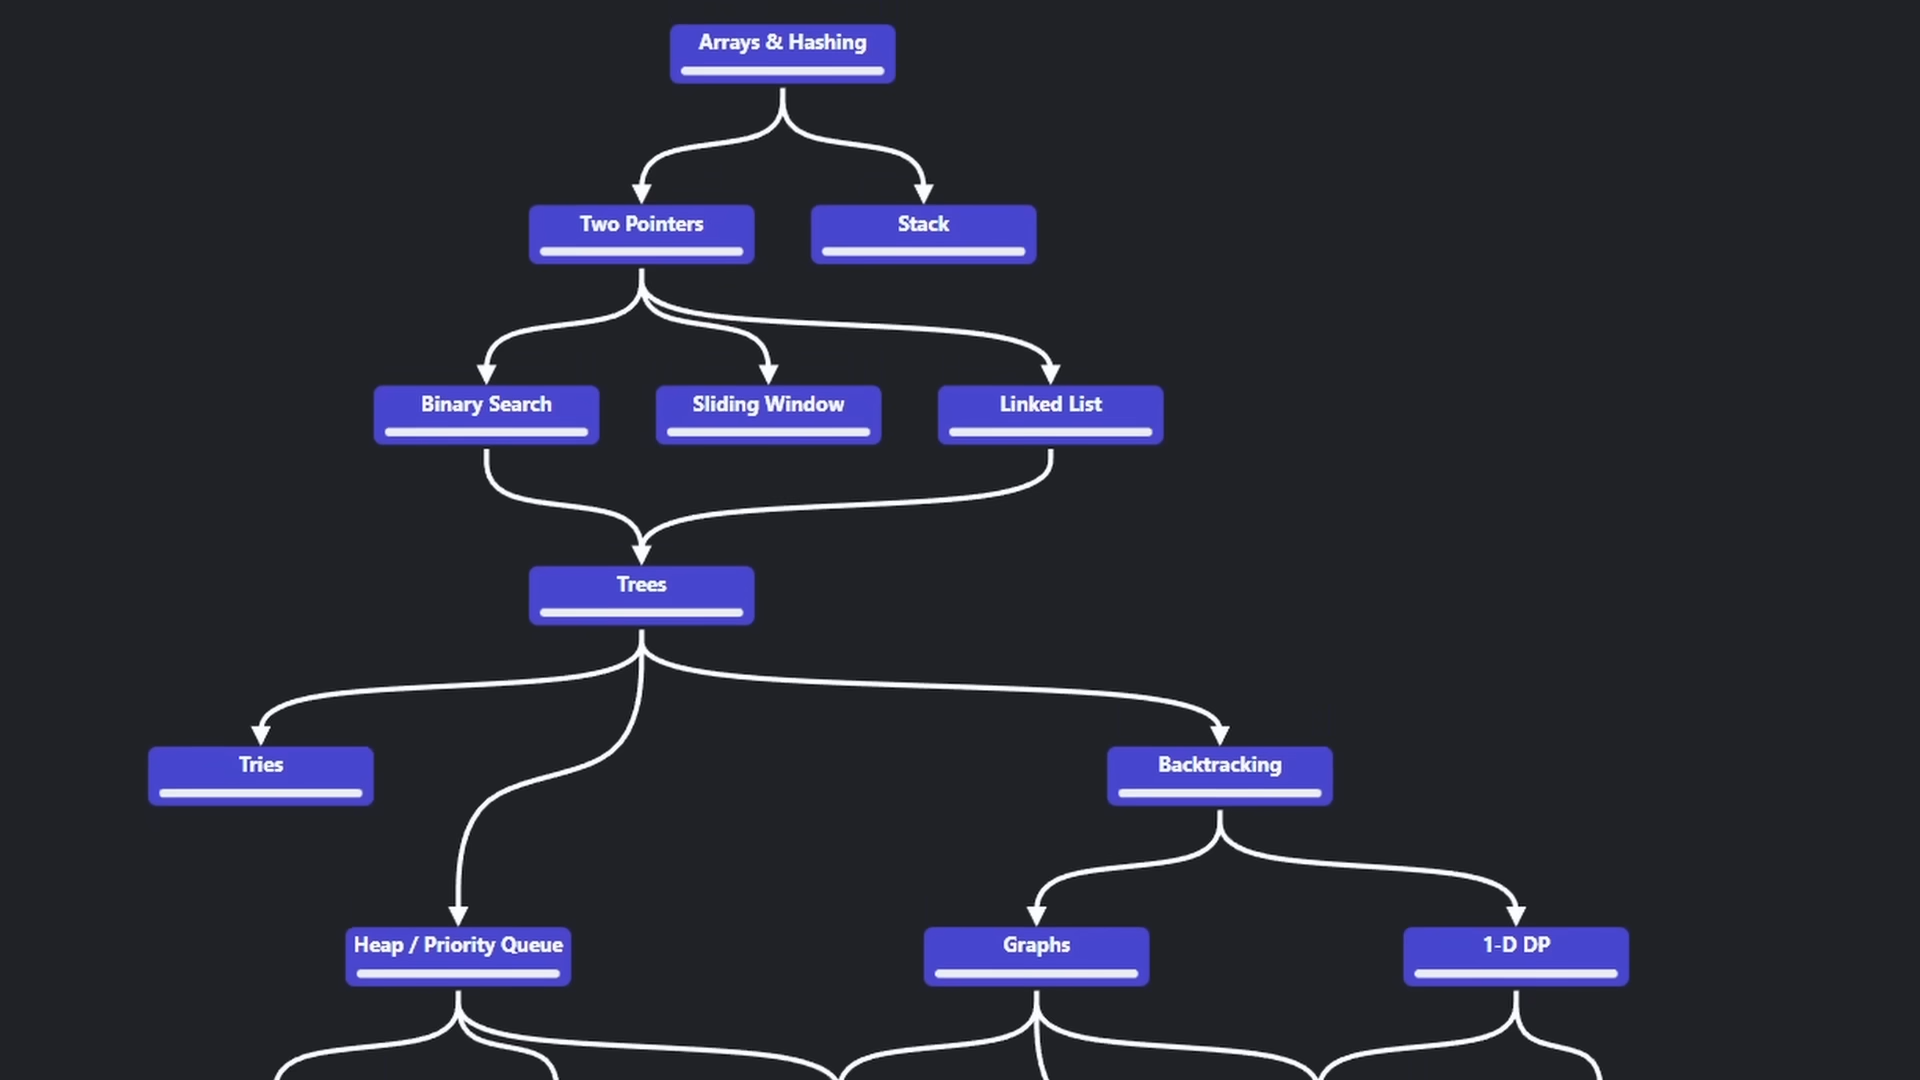 Arrays & Hashing
Two Pointers
Stack
Binary Search
Sliding Window
Linked List
Trees
Tries
Backtracking
Heap / Priority Queue
Graphs
1-D DP